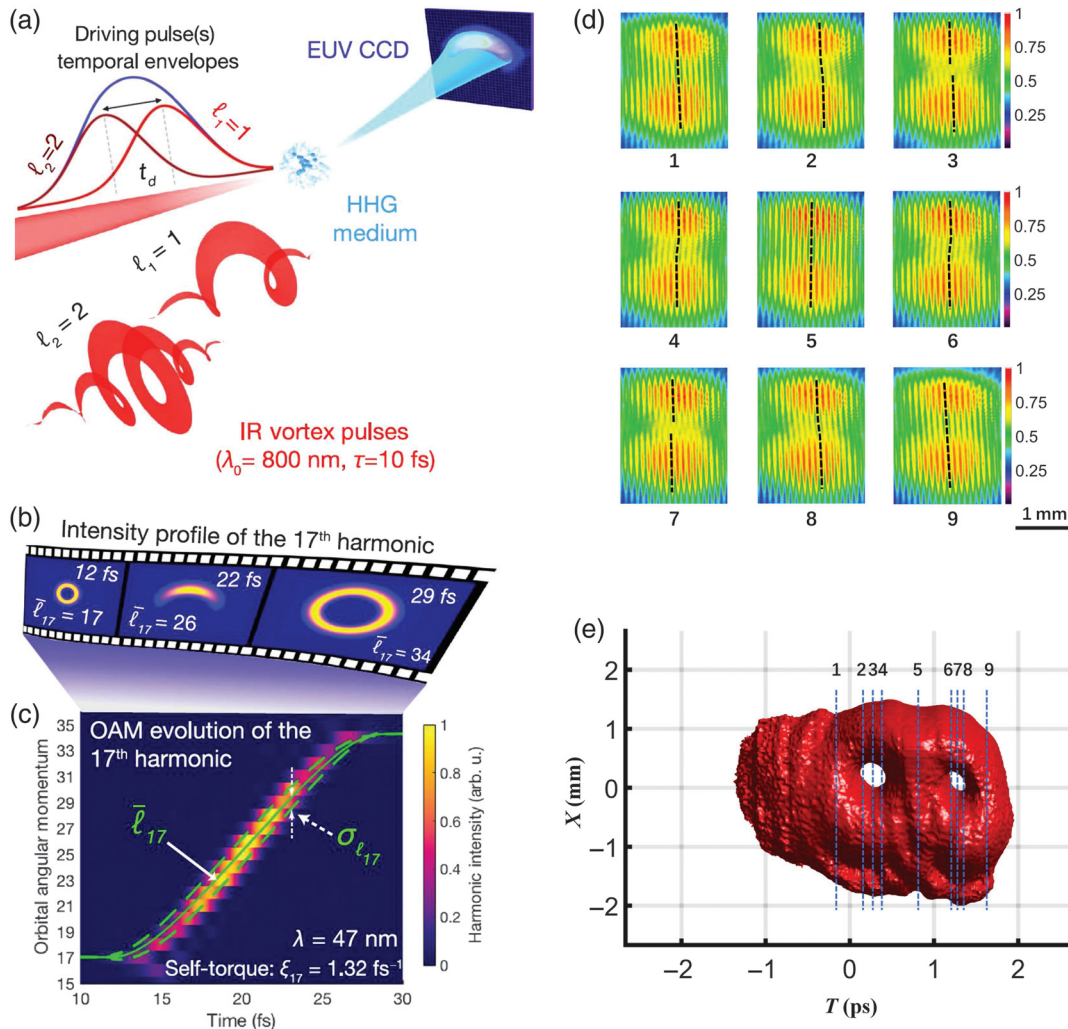 (a)
Driving pulse(s)
temporal envelopes
ℓ₂=2
ℓ₁=1
t_d
EUV CCD
HHG
medium
ℓ₁ = 1
ℓ₂ = 2
IR vortex pulses
(λ₀= 800 nm, τ=10 fs)
(b)
Intensity profile of the 17th harmonic
12 fs
ℓ̅₁₇ = 17
22 fs
ℓ̅₁₇ = 26
29 fs
ℓ̅₁₇ = 34
(c)
OAM evolution of the
17th harmonic
ℓ̅₁₇
σ_ℓ₁₇
λ = 47 nm
Self-torque: ξ₁₇ = 1.32 fs⁻¹
Orbital angular momentum
35
33
31
29
27
25
23
21
19
17
15
10
15
20
25
30
Time (fs)
1
0.8
0.6
0.4
0.2
0
Harmonic intensity (arb. u.)
(d)
1
2
3
1
0.75
0.5
0.25
4
5
6
1
0.75
0.5
0.25
7
8
9
1
0.75
0.5
0.25
1 mm
(e)
1
2
3
4
5
6
7
8
9
X (mm)
2
1
0
−1
−2
−2
−1
0
1
2
T (ps)